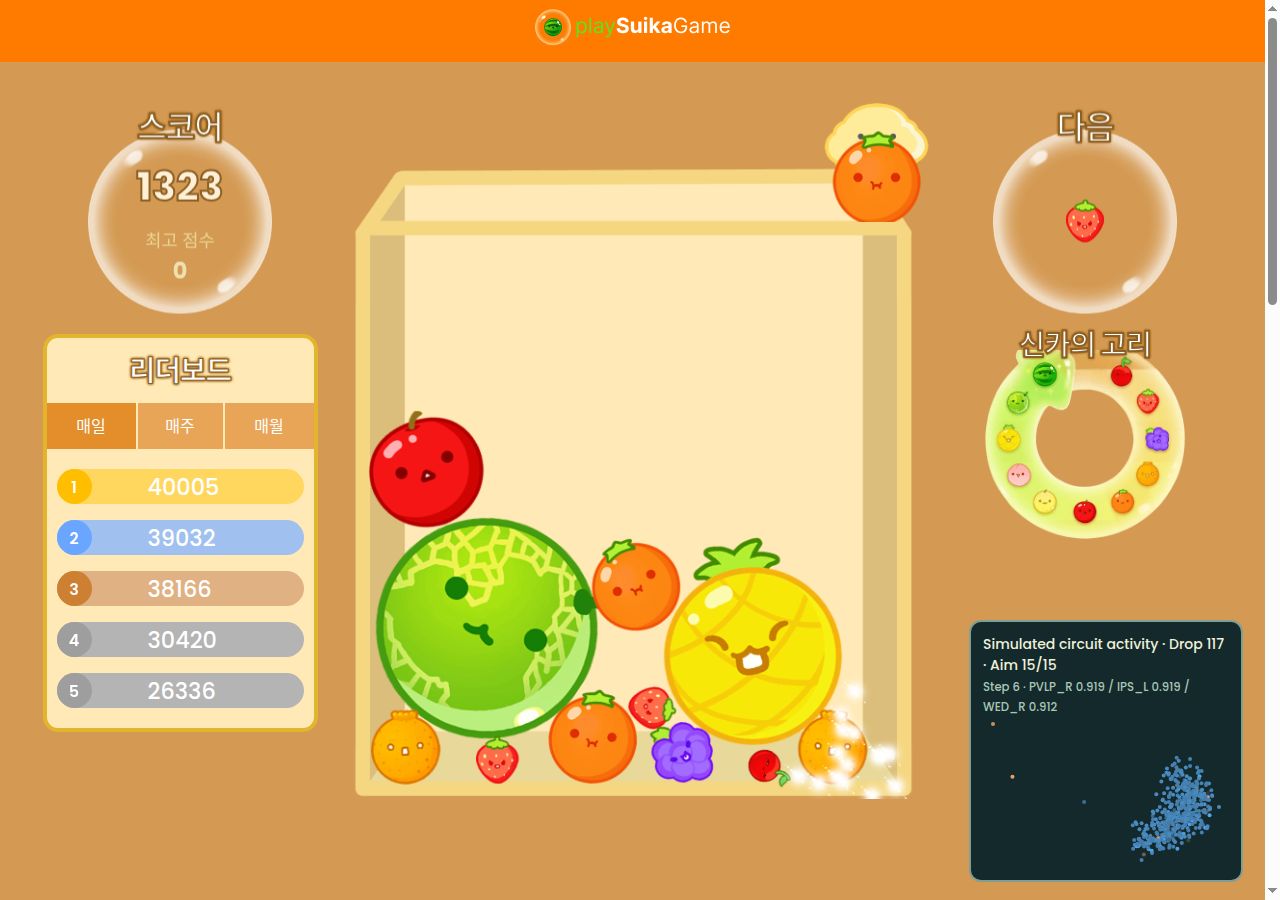 playSuikaGame
스코어
1323
최고 점수
0
다음
신카의 고리
리더보드
매일 매주 매월
1 40005
2 39032
3 38166
4 30420
5 26336
Simulated circuit activity · Drop 117
· Aim 15/15
Step 6 · PVLP_R 0.919 / IPS_L 0.919 /
WED_R 0.912